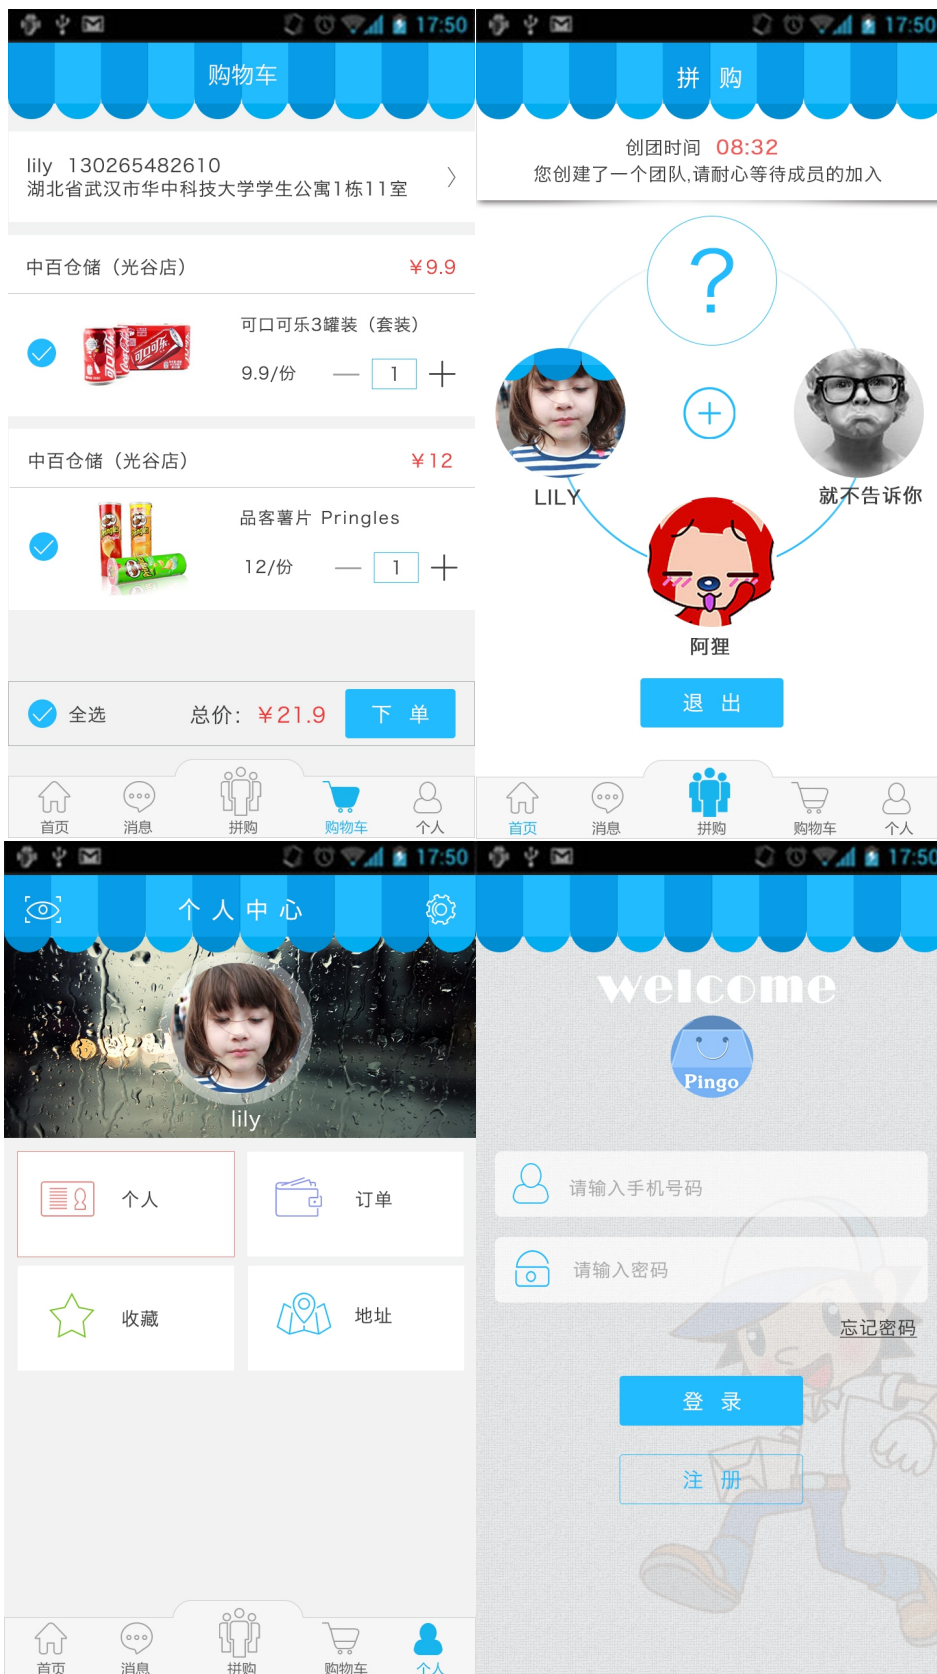 17:50
购物车
lily 130265482610
湖北省武汉市华中科技大学学生公寓1栋11室
中百仓储（光谷店）
¥9.9
可口可乐3罐装（套装）
9.9/份
1
中百仓储（光谷店）
¥12
品客薯片 Pringles
12/份
1
全选
总价：¥21.9
下 单
首页
消息
拼购
购物车
个人
17:50
拼 购
创团时间 08:32
您创建了一个团队,请耐心等待成员的加入
?
LILY
就不告诉你
阿狸
退 出
首页
消息
拼购
购物车
个人
17:50
个人中心
lily
个人
订单
收藏
地址
首页
消息
拼购
购物车
个人
17:50
welcome
Pingo
请输入手机号码
请输入密码
忘记密码
登 录
注 册